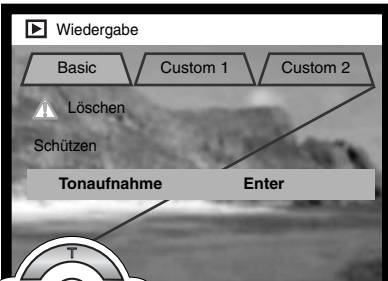 Wiedergabe
Basic Custom 1 Custom 2
Löschen
Schützen
Tonaufnahme Enter
T